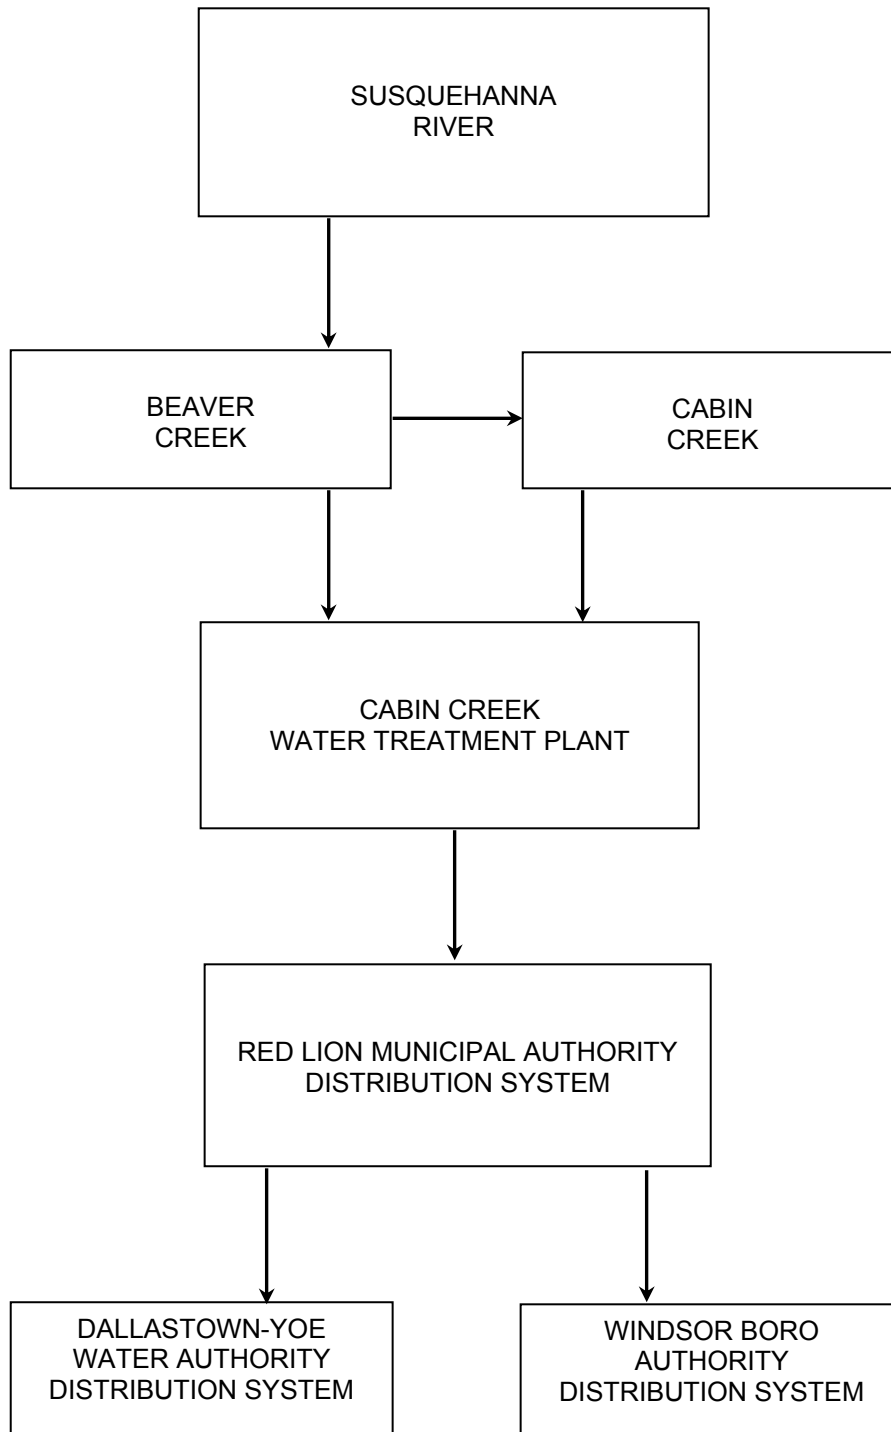 SUSQUEHANNA
RIVER
BEAVER
CREEK
CABIN
CREEK
CABIN CREEK
WATER TREATMENT PLANT
RED LION MUNICIPAL AUTHORITY
DISTRIBUTION SYSTEM
DALLASTOWN-YOE
WATER AUTHORITY
DISTRIBUTION SYSTEM
WINDSOR BORO
AUTHORITY
DISTRIBUTION SYSTEM